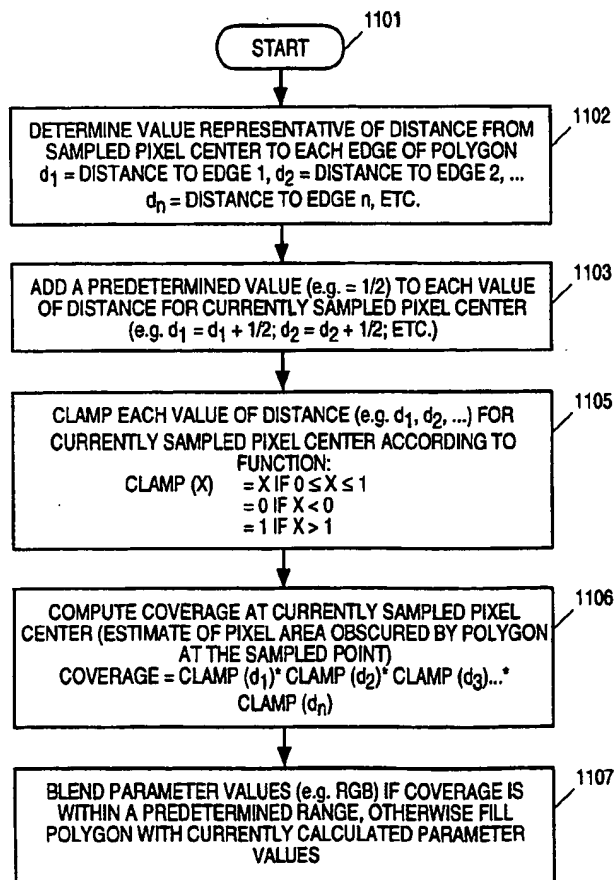 1101
START
1102
DETERMINE VALUE REPRESENTATIVE OF DISTANCE FROM
SAMPLED PIXEL CENTER TO EACH EDGE OF POLYGON
d1 = DISTANCE TO EDGE 1, d2 = DISTANCE TO EDGE 2, ...
dn = DISTANCE TO EDGE n, ETC.
1103
ADD A PREDETERMINED VALUE (e.g. = 1/2) TO EACH VALUE
OF DISTANCE FOR CURRENTLY SAMPLED PIXEL CENTER
(e.g. d1 = d1 + 1/2; d2 = d2 + 1/2; ETC.)
1105
CLAMP EACH VALUE OF DISTANCE (e.g. d1, d2, ...) FOR
CURRENTLY SAMPLED PIXEL CENTER ACCORDING TO
FUNCTION:
CLAMP (X) = X IF 0 ≤ X ≤ 1
= 0 IF X < 0
= 1 IF X > 1
1106
COMPUTE COVERAGE AT CURRENTLY SAMPLED PIXEL
CENTER (ESTIMATE OF PIXEL AREA OBSCURED BY POLYGON
AT THE SAMPLED POINT)
COVERAGE = CLAMP (d1)* CLAMP (d2)* CLAMP (d3)...*
CLAMP (dn)
1107
BLEND PARAMETER VALUES (e.g. RGB) IF COVERAGE IS
WITHIN A PREDETERMINED RANGE, OTHERWISE FILL
POLYGON WITH CURRENTLY CALCULATED PARAMETER
VALUES